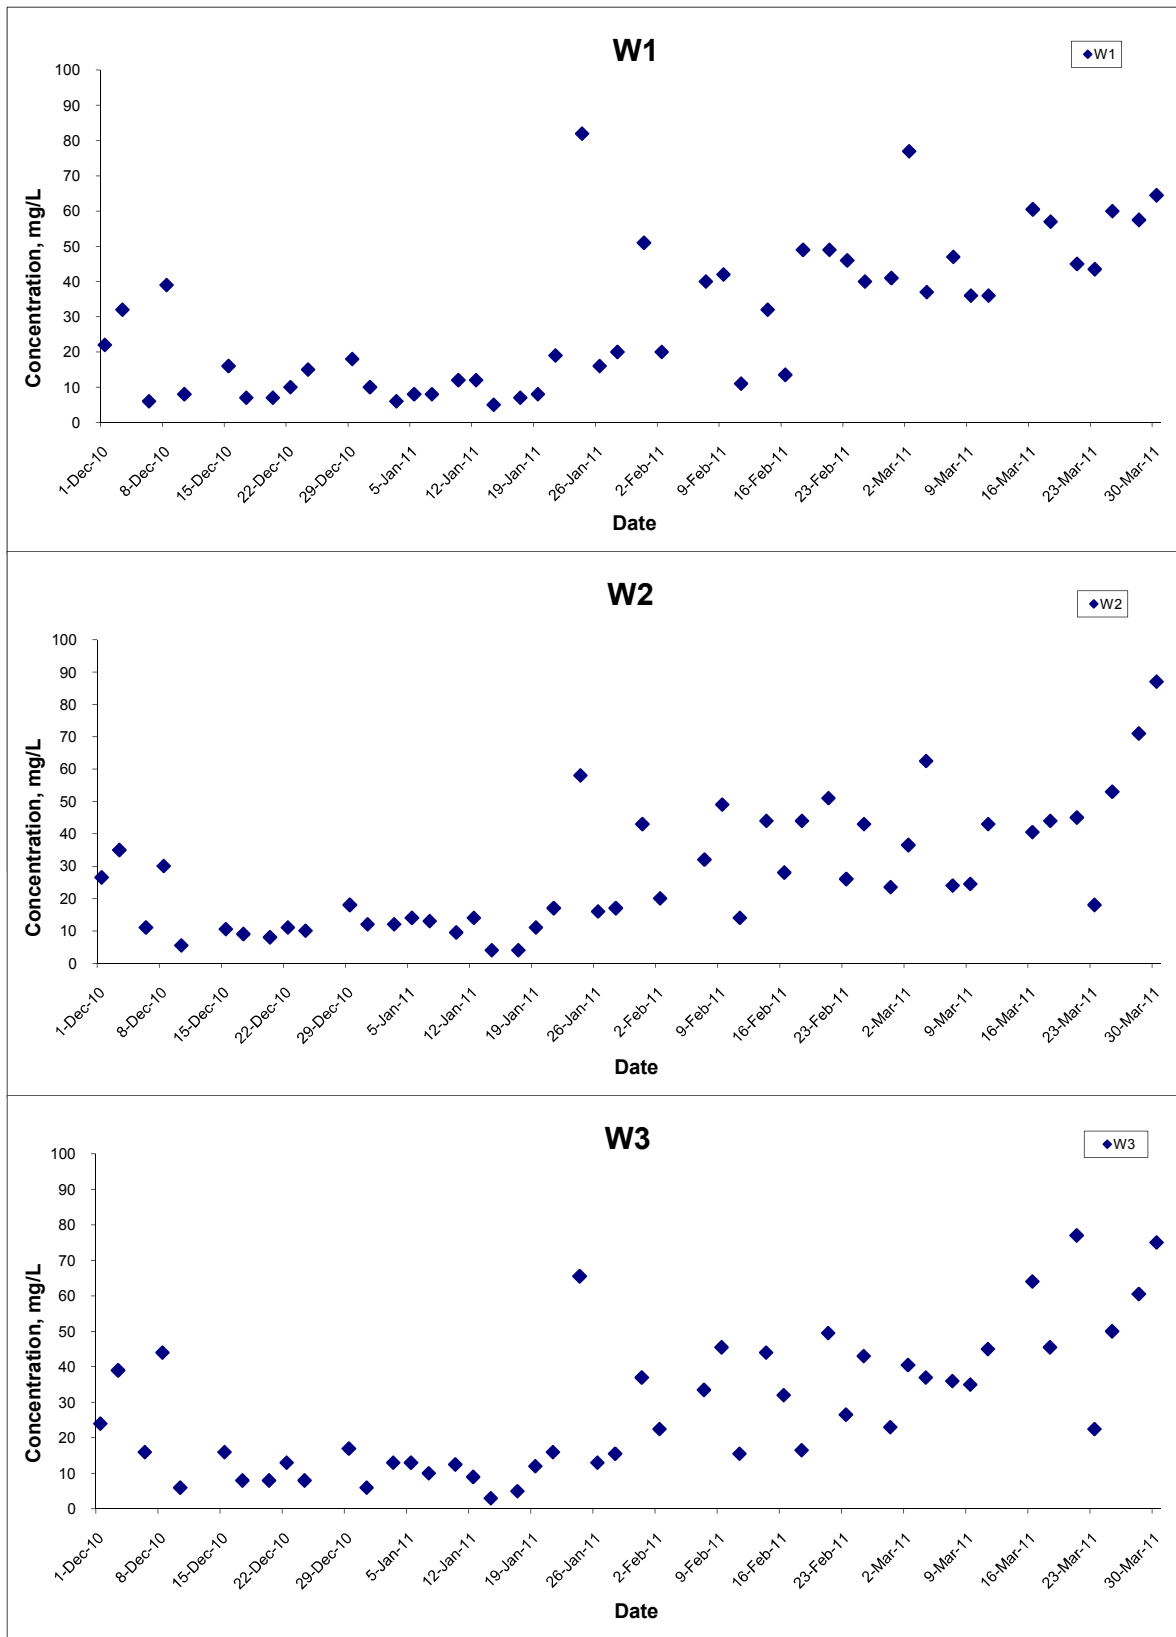 W1
W1
100
90
80
70
60
50
40
30
20
10
0
Concentration, mg/L
1-Dec-10
8-Dec-10
15-Dec-10
22-Dec-10
29-Dec-10
5-Jan-11
12-Jan-11
19-Jan-11
26-Jan-11
2-Feb-11
9-Feb-11
16-Feb-11
23-Feb-11
2-Mar-11
9-Mar-11
16-Mar-11
23-Mar-11
30-Mar-11
Date
W2
W2
100
90
80
70
60
50
40
30
20
10
0
Concentration, mg/L
1-Dec-10
8-Dec-10
15-Dec-10
22-Dec-10
29-Dec-10
5-Jan-11
12-Jan-11
19-Jan-11
26-Jan-11
2-Feb-11
9-Feb-11
16-Feb-11
23-Feb-11
2-Mar-11
9-Mar-11
16-Mar-11
23-Mar-11
30-Mar-11
Date
W3
W3
100
90
80
70
60
50
40
30
20
10
0
Concentration, mg/L
1-Dec-10
8-Dec-10
15-Dec-10
22-Dec-10
29-Dec-10
5-Jan-11
12-Jan-11
19-Jan-11
26-Jan-11
2-Feb-11
9-Feb-11
16-Feb-11
23-Feb-11
2-Mar-11
9-Mar-11
16-Mar-11
23-Mar-11
30-Mar-11
Date